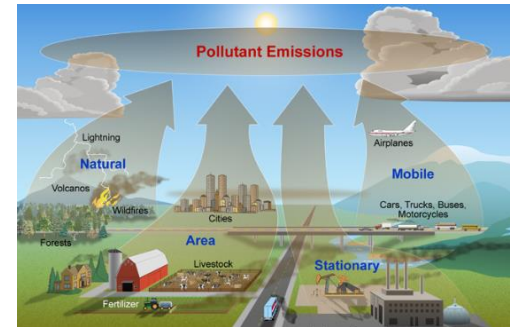 Pollutant Emissions
Lightning
Natural
Volcanos
Wildfires
Forests
Cities
Area
Livestock
Fertilizer
Airplanes
Mobile
Cars, Trucks, Buses,
Motorcycles
Stationary